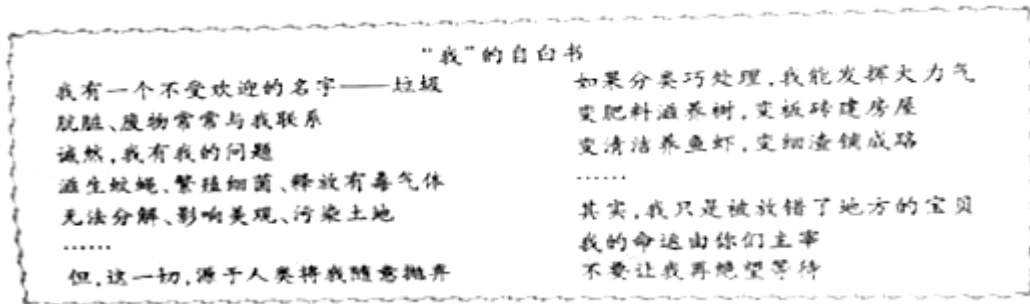 “我”的自白书
我有一个不受欢迎的名字——垃圾
肮脏、废物常常与我联系
诚然,我有我的问题
滋生蚊蝇、繁殖细菌、释放有毒气体
无法分解、影响美观、污染土地
……
但,这一切,源于人类将我随意抛弃
如果分类巧处理,我能发挥大力气
变肥料滋养树,变板砖建房屋
变清洁养鱼虾,变细渣铺成路
……
其实,我只是被放错了地方的宝贝
我的命运由你们主宰
不要让我再绝望等待